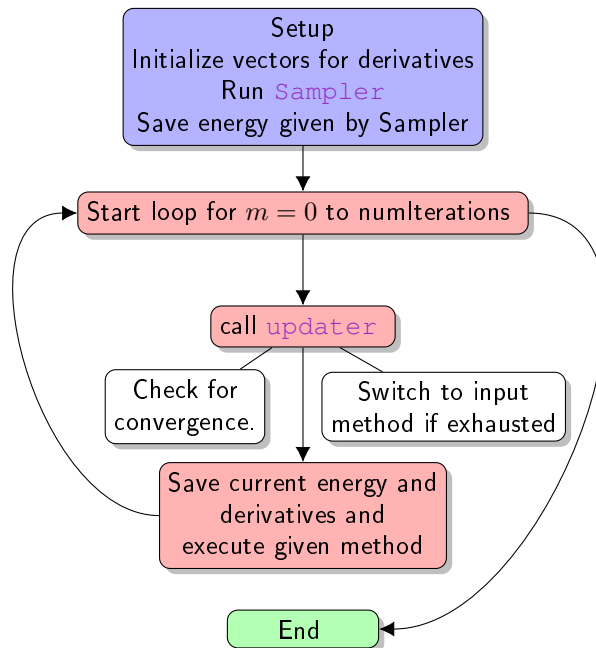 Setup
Initialize vectors for derivatives
Run Sampler
Save energy given by Sampler
Start loop for m = 0 to numIterations
call updater
Check for
convergence.
Switch to input
method if exhausted
Save current energy and
derivatives and
execute given method
End